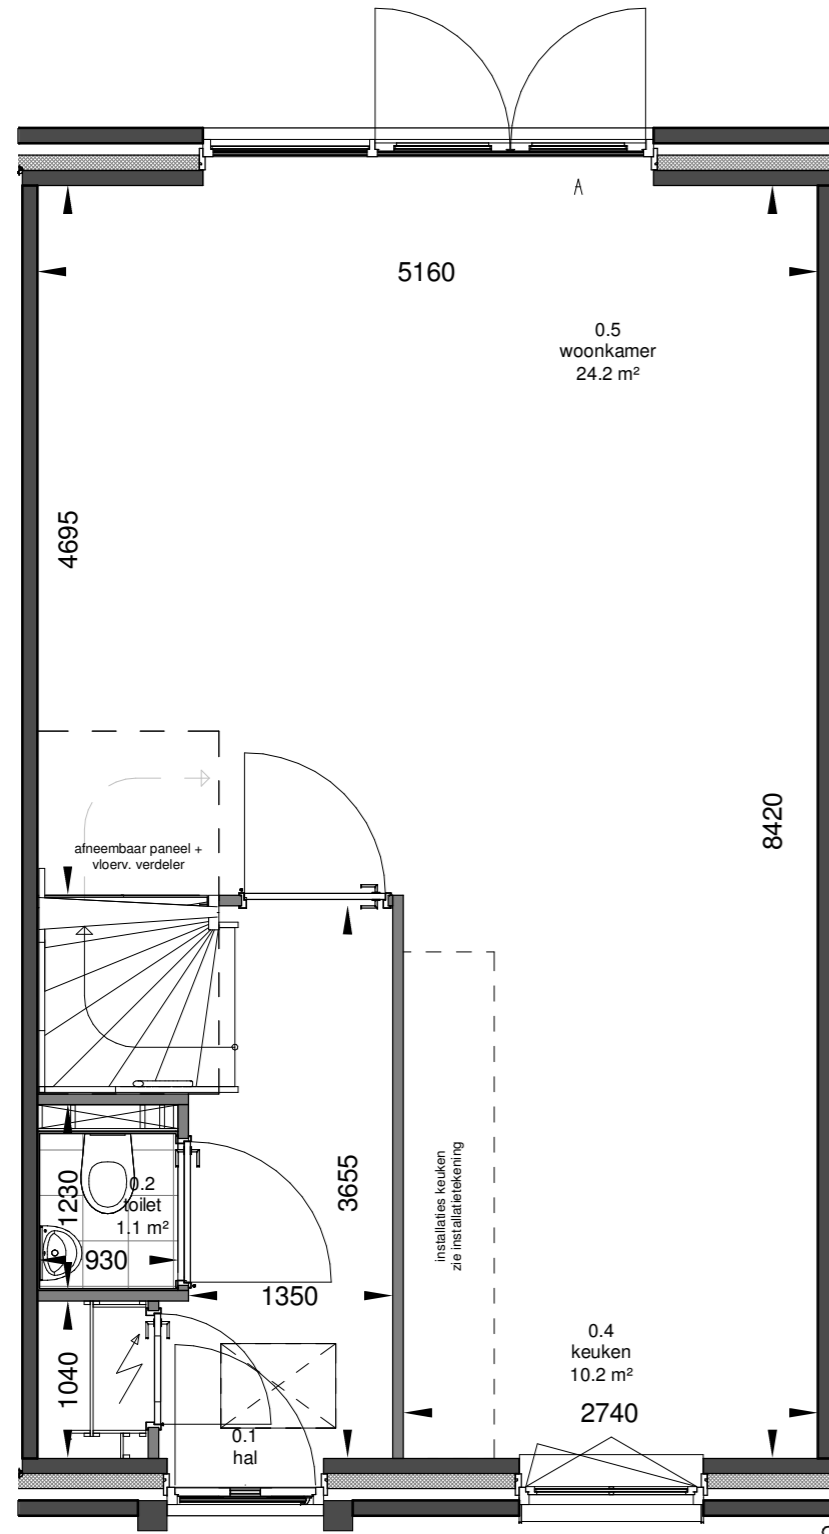 A
5160
0.5
woonkamer
24.2 m²
4695
8420
afneembaar paneel +
vloerv. verdeler
3655
installaties keuken
zie installatietekening
1230
0.2
toilet
1.1 m²
930
1350
1040
0.4
keuken
10.2 m²
2740
0.1
hal